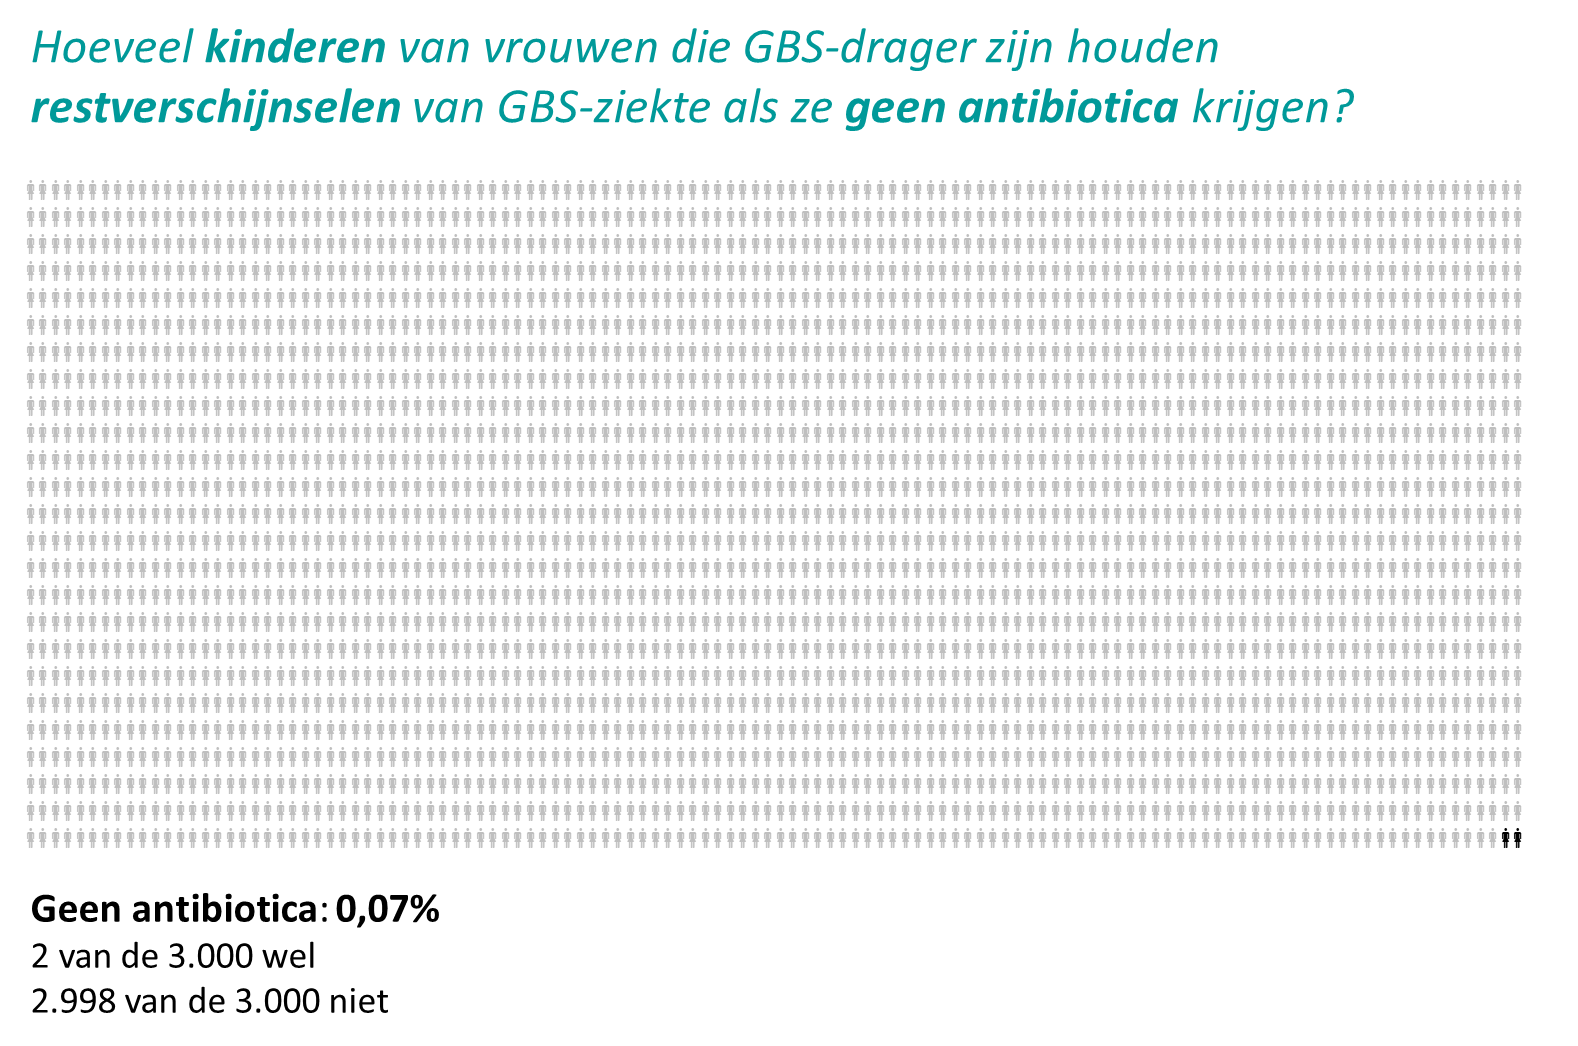 Hoeveel kinderen van vrouwen die GBS-drager zijn houden
restverschijnselen van GBS-ziekte als ze geen antibiotica krijgen?
Geen antibiotica: 0,07%
2 van de 3.000 wel
2.998 van de 3.000 niet